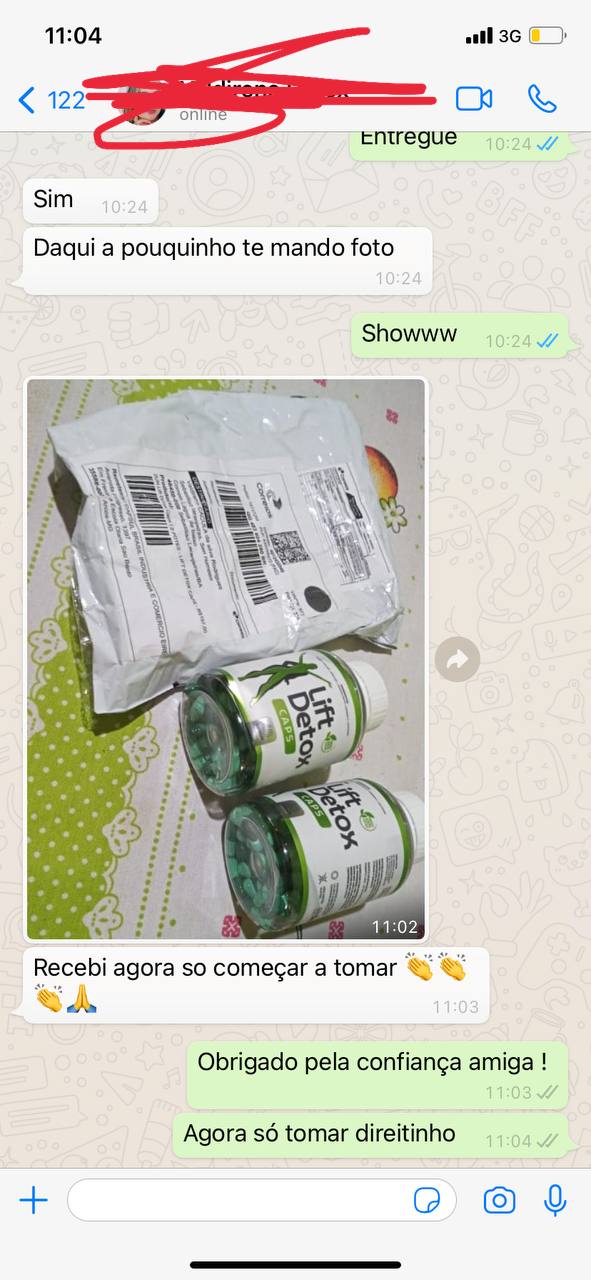 11:04
3G
122
online
Entregue
10:24
Sim
10:24
Daqui a pouquinho te mando foto
10:24
Showww
10:24
Correios
Lift
Detox
CAPS
Lift
Detox
CAPS
11:02
Recebi agora so começar a tomar 👏👏
👏🙏
11:03
Obrigado pela confiança amiga !
11:03
Agora só tomar direitinho
11:04